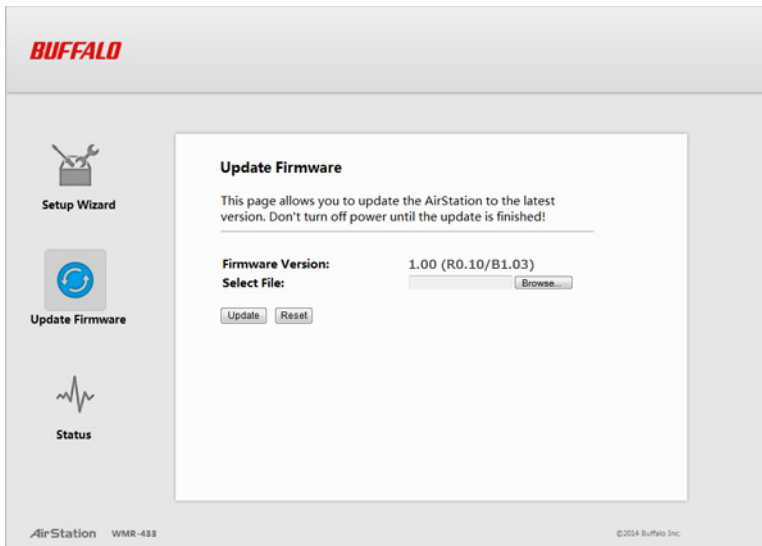 BUFFALO
Setup Wizard
Update Firmware
Status
Update Firmware
This page allows you to update the AirStation to the latest
version. Don't turn off power until the update is finished!
Firmware Version: 1.00 (R0.10/B1.03)
Select File: Browse...
Update Reset
AirStation WMR-433 ©2014 Buffalo Inc.